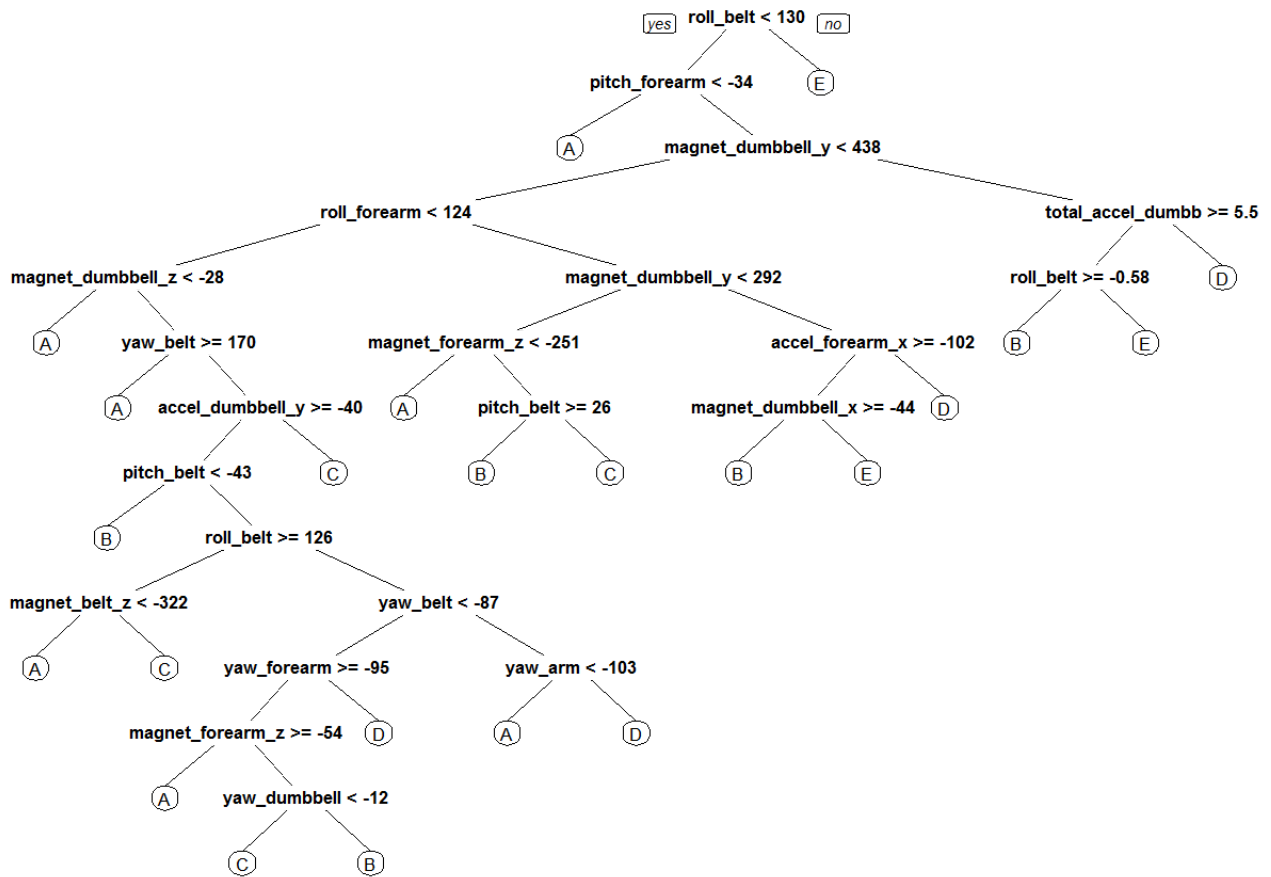 yes roll_belt < 130 no
pitch_forearm < -34 E
A magnet_dumbbell_y < 438
roll_forearm < 124 total_accel_dumbb >= 5.5
magnet_dumbbell_z < -28 magnet_dumbbell_y < 292 roll_belt >= -0.58 D
A yaw_belt >= 170 magnet_forearm_z < -251 accel_forearm_x >= -102 B E
A accel_dumbbell_y >= -40 A pitch_belt >= 26 magnet_dumbbell_x >= -44 D
pitch_belt < -43 C B C B E
B roll_belt >= 126
magnet_belt_z < -322 yaw_belt < -87
A C yaw_forearm >= -95 yaw_arm < -103
magnet_forearm_z >= -54 D A D
A yaw_dumbbell < -12
C B